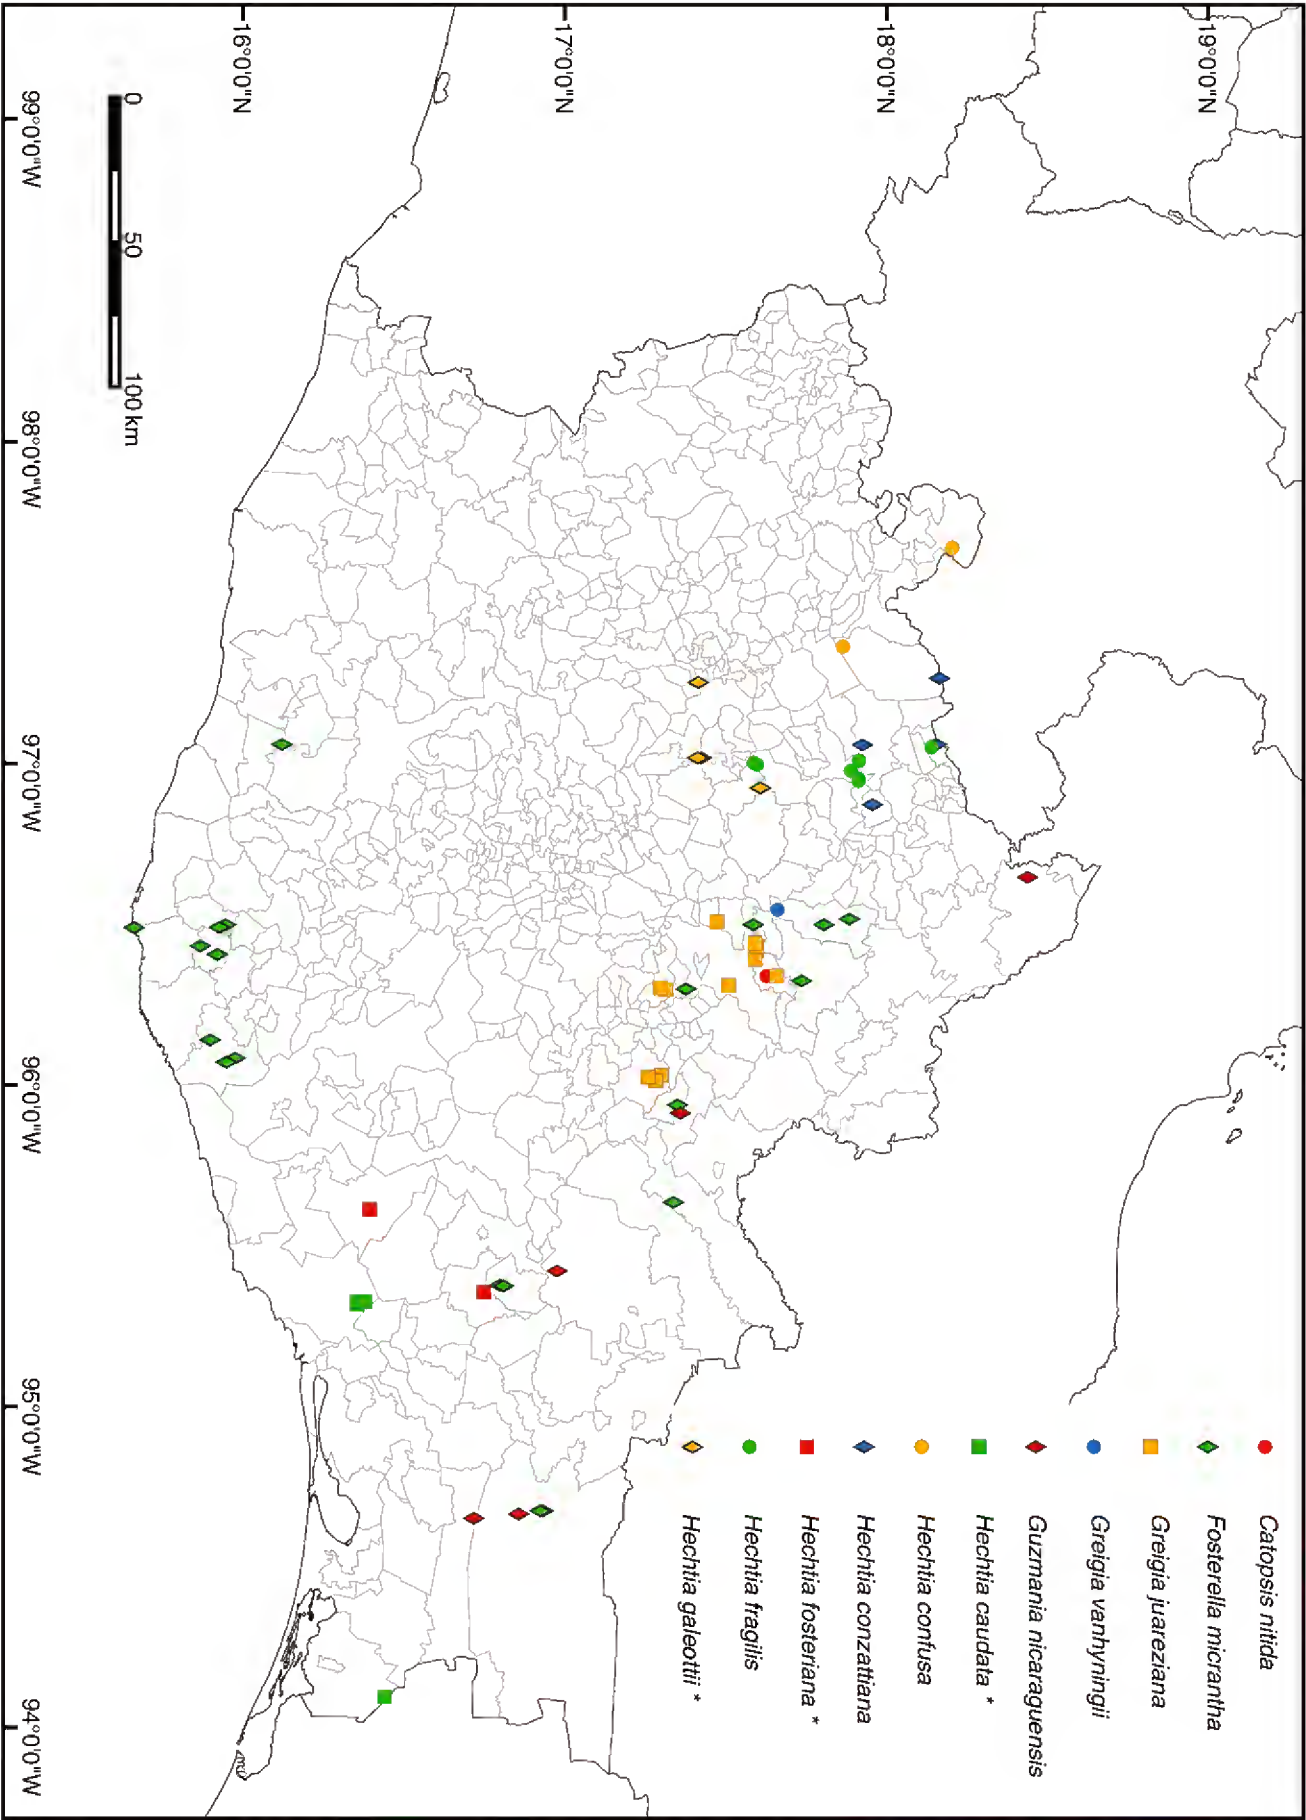 Catopsis nitida
Fosterella micrantha
Greigia juareziana
Greigia vanhyningii
Guzmania nicaraguensis
Hechtia caudata *
Hechtia confusa
Hechtia conzattiana
Hechtia fosteriana *
Hechtia fragilis
Hechtia galeottii *
19°0'0"N
18°0'0"N
17°0'0"N
16°0'0"N
0 50 100 km
99°0'0"W 98°0'0"W 97°0'0"W 96°0'0"W 95°0'0"W 94°0'0"W